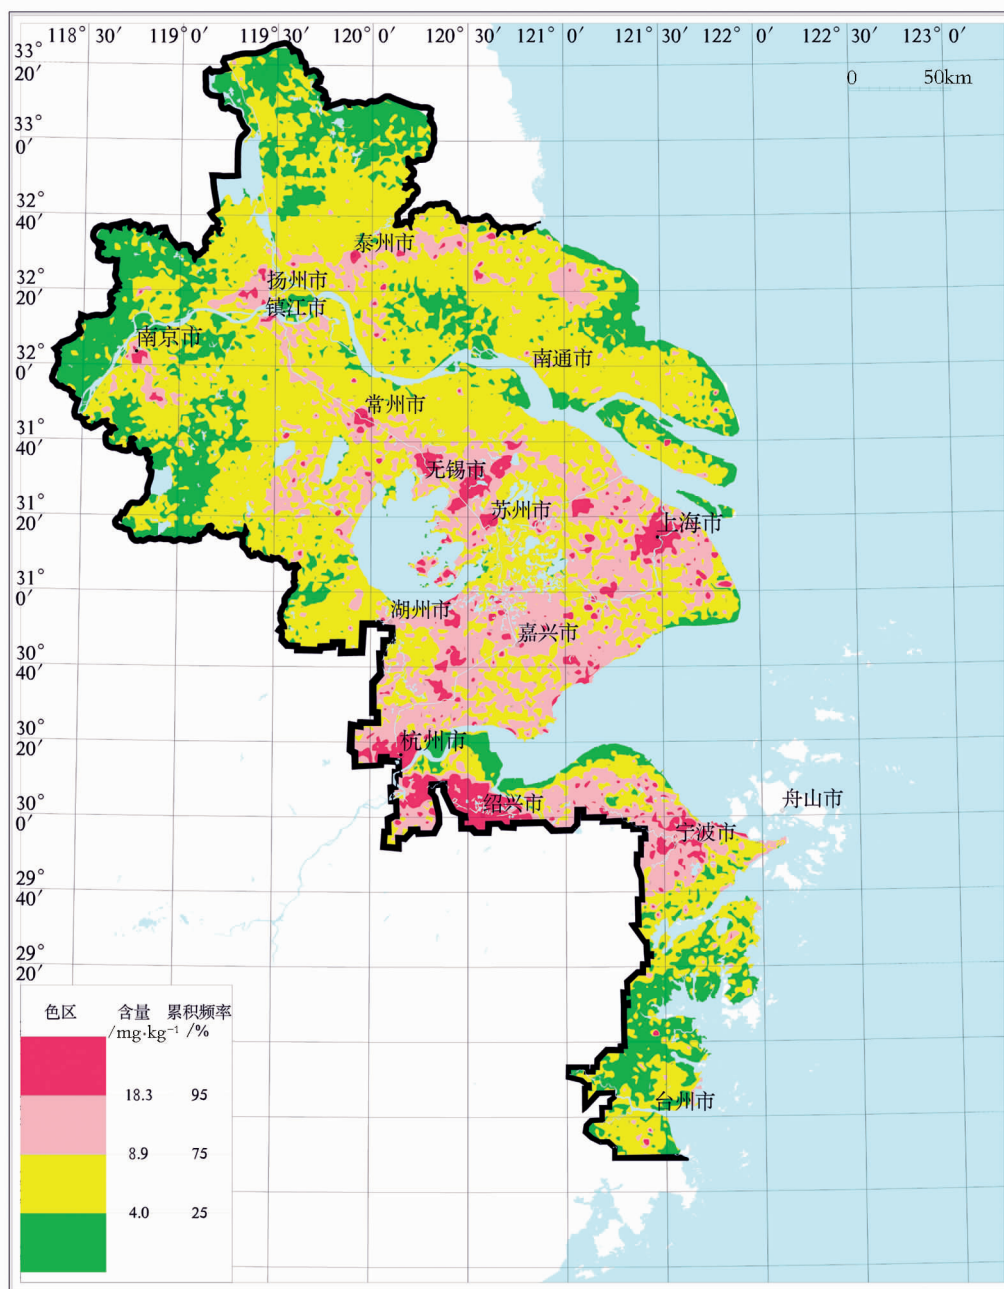 118° 30′ 119° 0′ 119° 30′ 120° 0′ 120° 30′ 121° 0′ 121° 30′ 122° 0′ 122° 30′ 123° 0′
33°
20′
0 50km
33°
0′
32°
40′
泰州市
32°
20′
扬州市
镇江市
南京市
32°
0′
南通市
常州市
31°
40′
无锡市
31°
20′
苏州市
上海市
31°
0′
湖州市
嘉兴市
30°
40′
30°
20′
杭州市
30°
0′
绍兴市
舟山市
宁波市
29°
40′
29°
20′
色区 含量 累积频率
/mg·kg⁻¹ /%
18.3 95
8.9 75
4.0 25
台州市